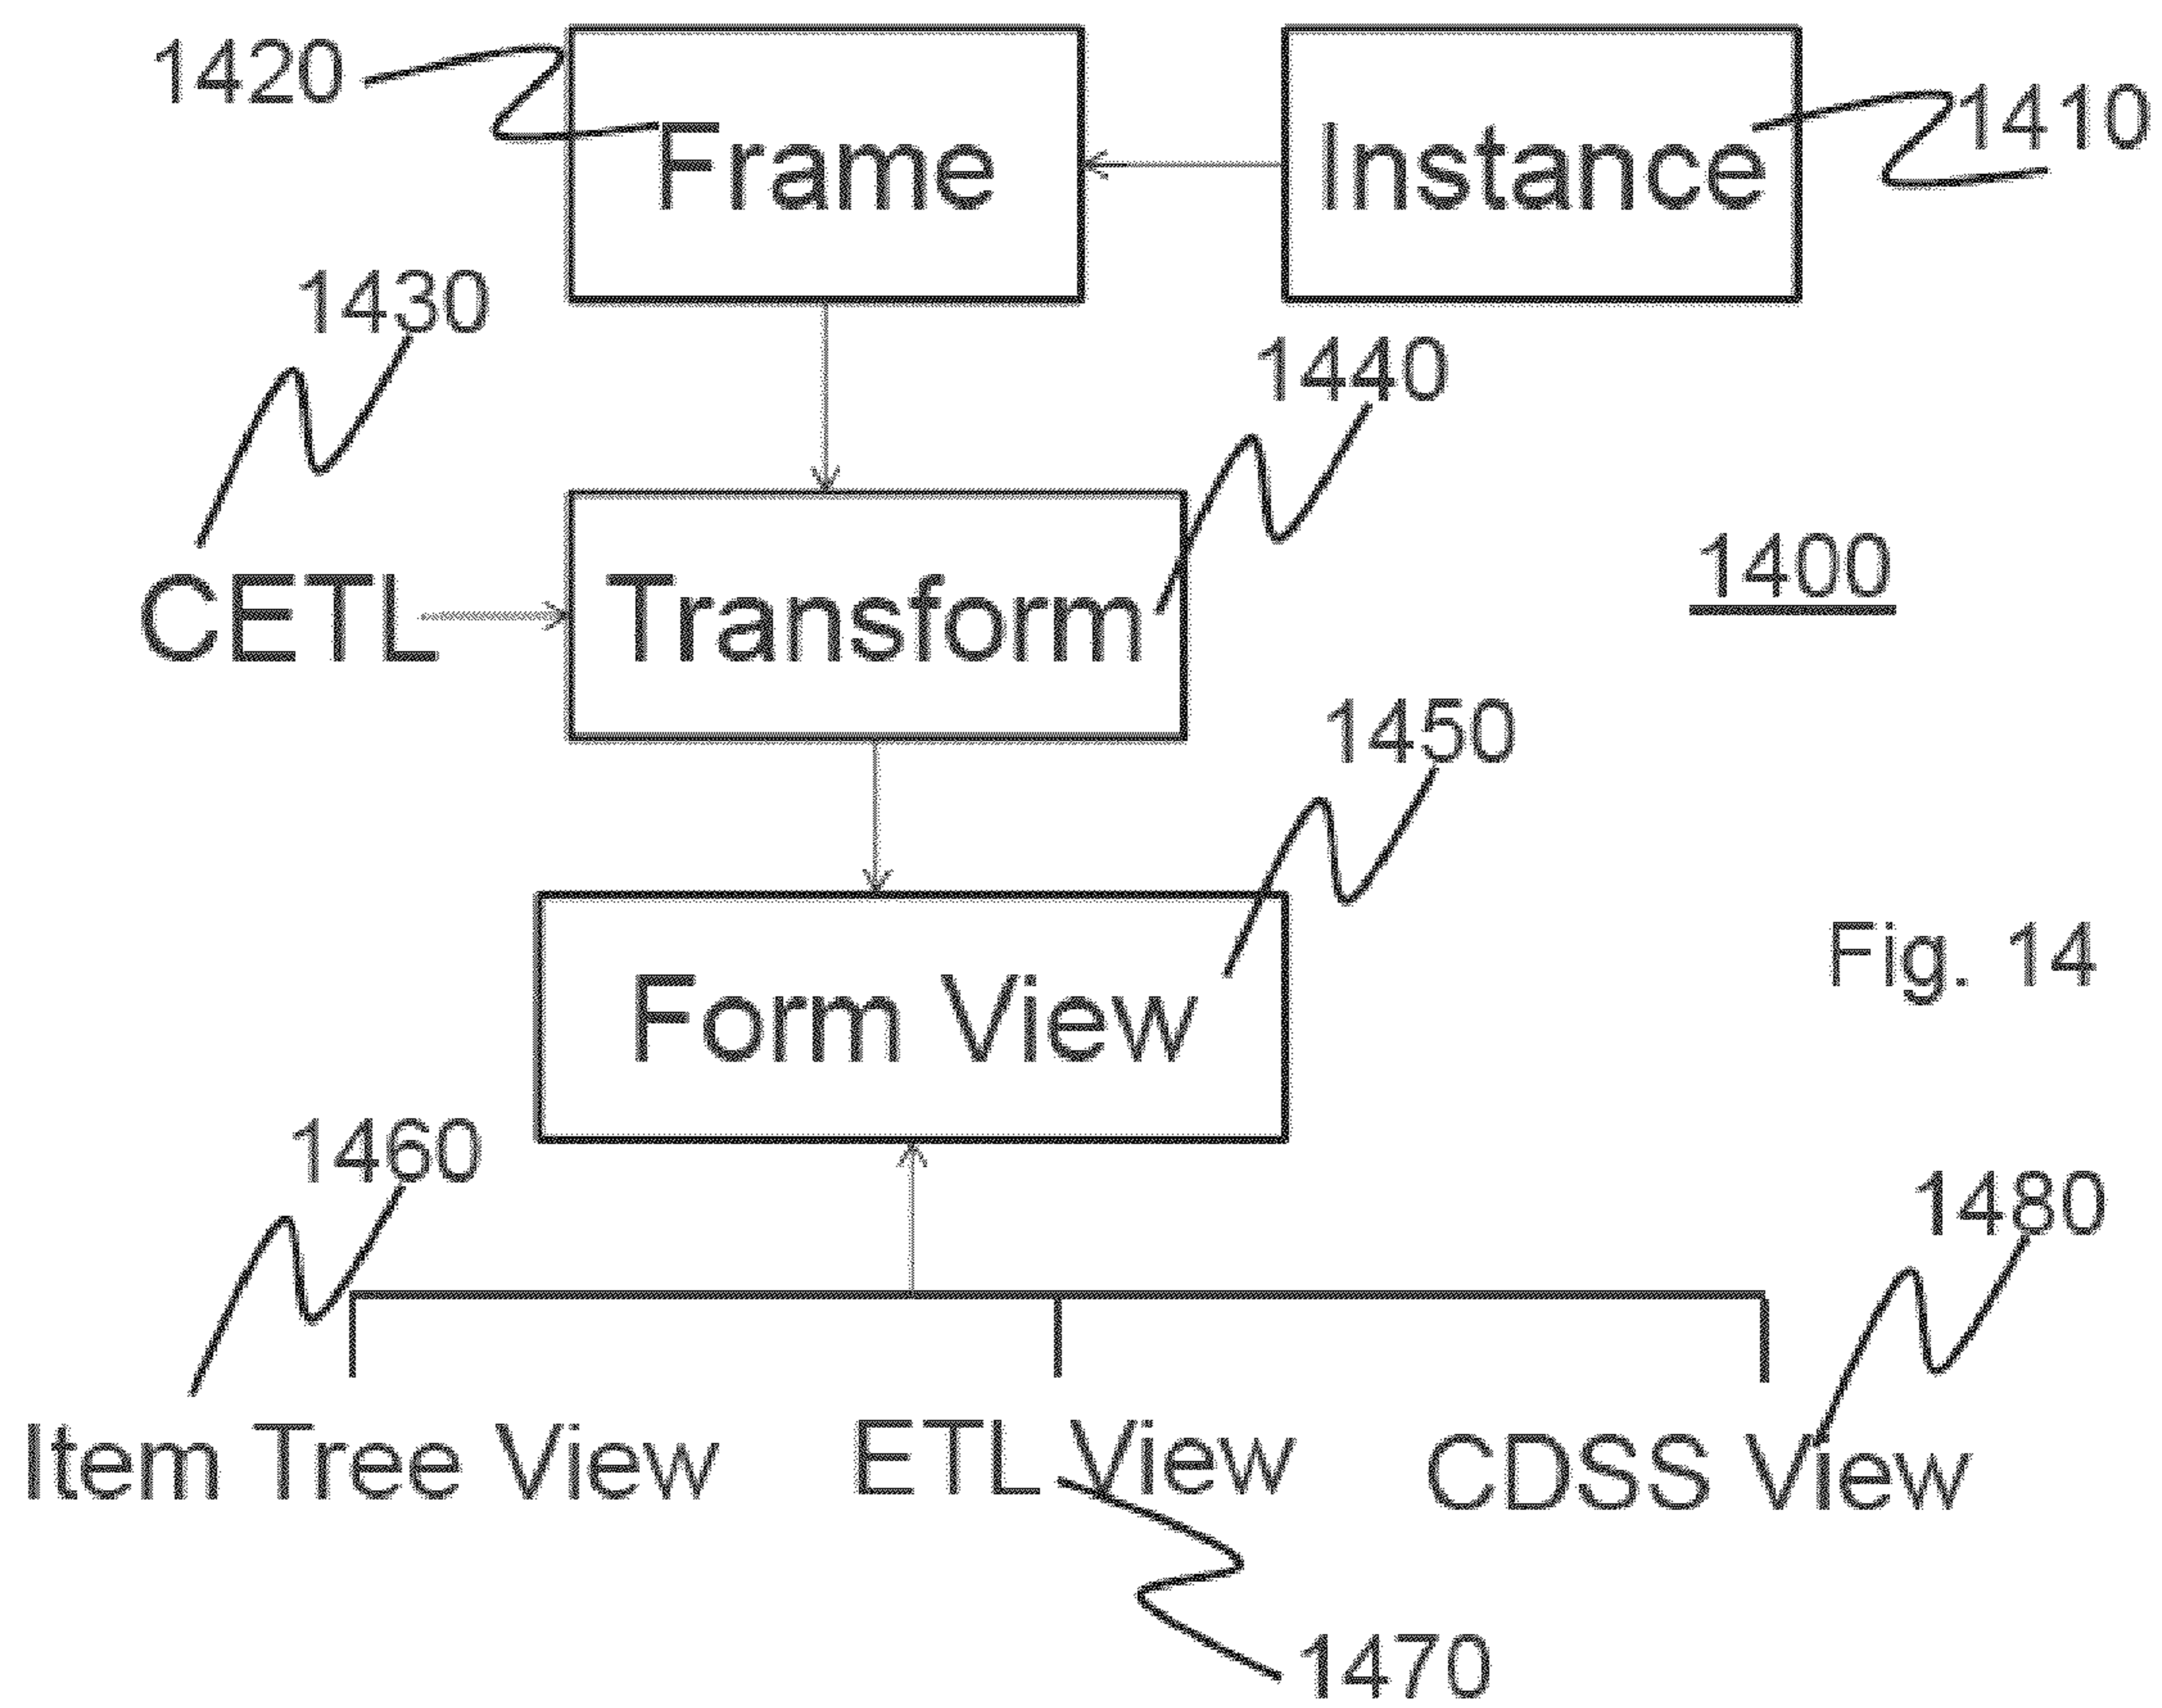 1420
Frame
Instance
1410
1430
1440
CETL
Transform
1400
1450
Form View
Fig. 14
1460
1480
Item Tree View
ETL View
CDSS View
1470